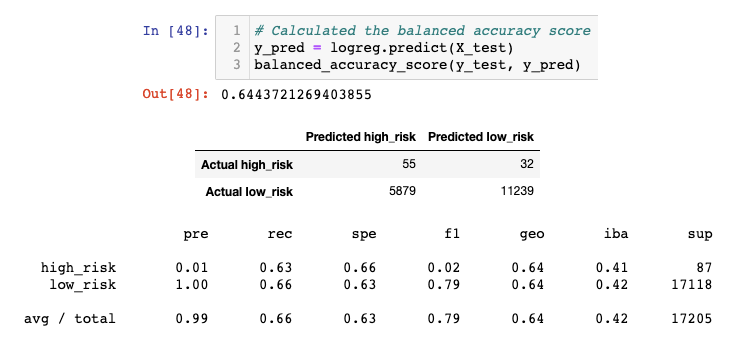 In [48]: 1 # Calculated the balanced accuracy score
2 y_pred = logreg.predict(X_test)
3 balanced_accuracy_score(y_test, y_pred)
Out[48]: 0.6443721269403855
Predicted high_risk Predicted low_risk
Actual high_risk 55 32
Actual low_risk 5879 11239
pre rec spe f1 geo iba sup
high_risk 0.01 0.63 0.66 0.02 0.64 0.41 87
low_risk 1.00 0.66 0.63 0.79 0.64 0.42 17118
avg / total 0.99 0.66 0.63 0.79 0.64 0.42 17205